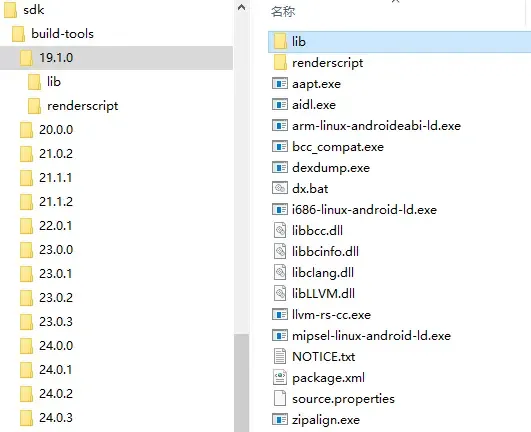 sdk
build-tools
19.1.0
lib
renderscript
20.0.0
21.0.2
21.1.1
21.1.2
22.0.1
23.0.0
23.0.1
23.0.2
23.0.3
24.0.0
24.0.1
24.0.2
24.0.3
名称
lib
renderscript
aapt.exe
aidl.exe
arm-linux-androideabi-ld.exe
bcc_compat.exe
dexdump.exe
dx.bat
i686-linux-android-ld.exe
libbcc.dll
libbcinfo.dll
libclang.dll
libLLVM.dll
llvm-rs-cc.exe
mipsel-linux-android-ld.exe
NOTICE.txt
package.xml
source.properties
zipalign.exe